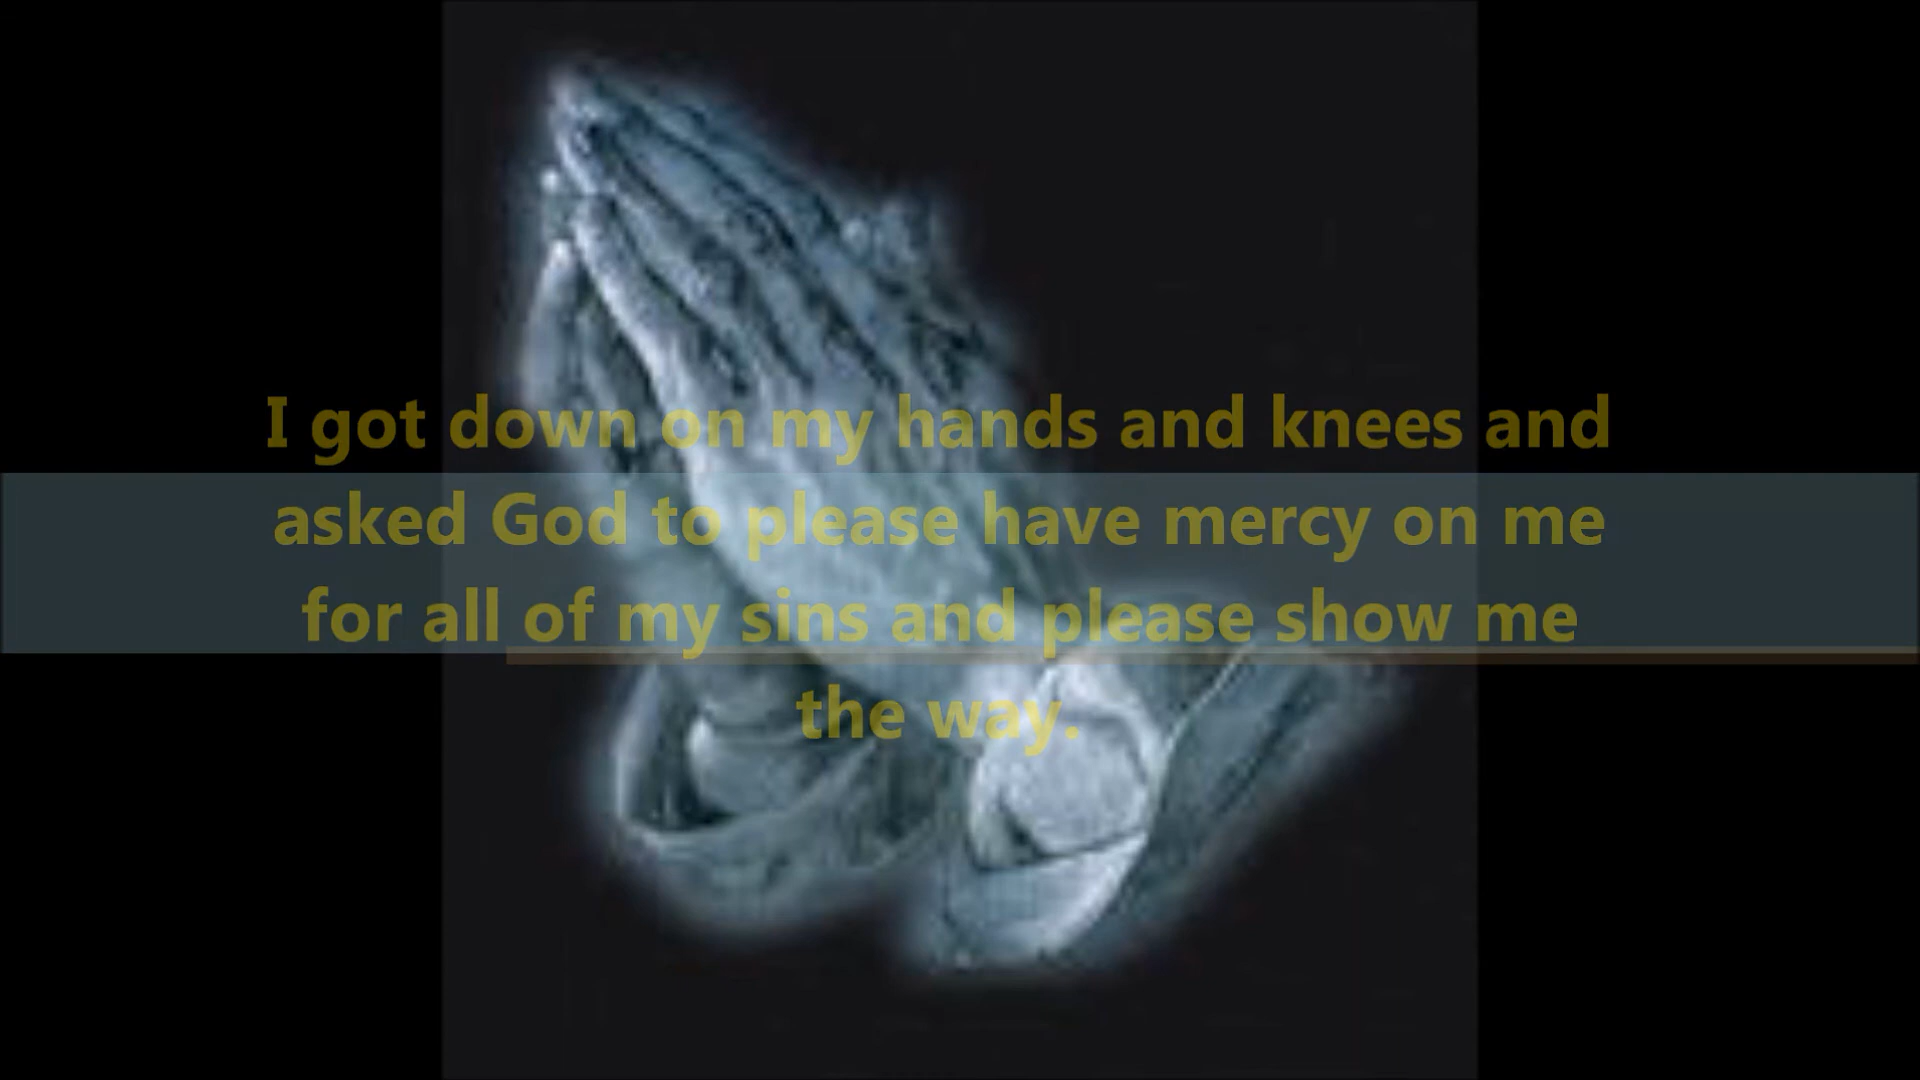 I got down on my hands and knees and
asked God to please have mercy on me
for all of my sins and please show me
the way.